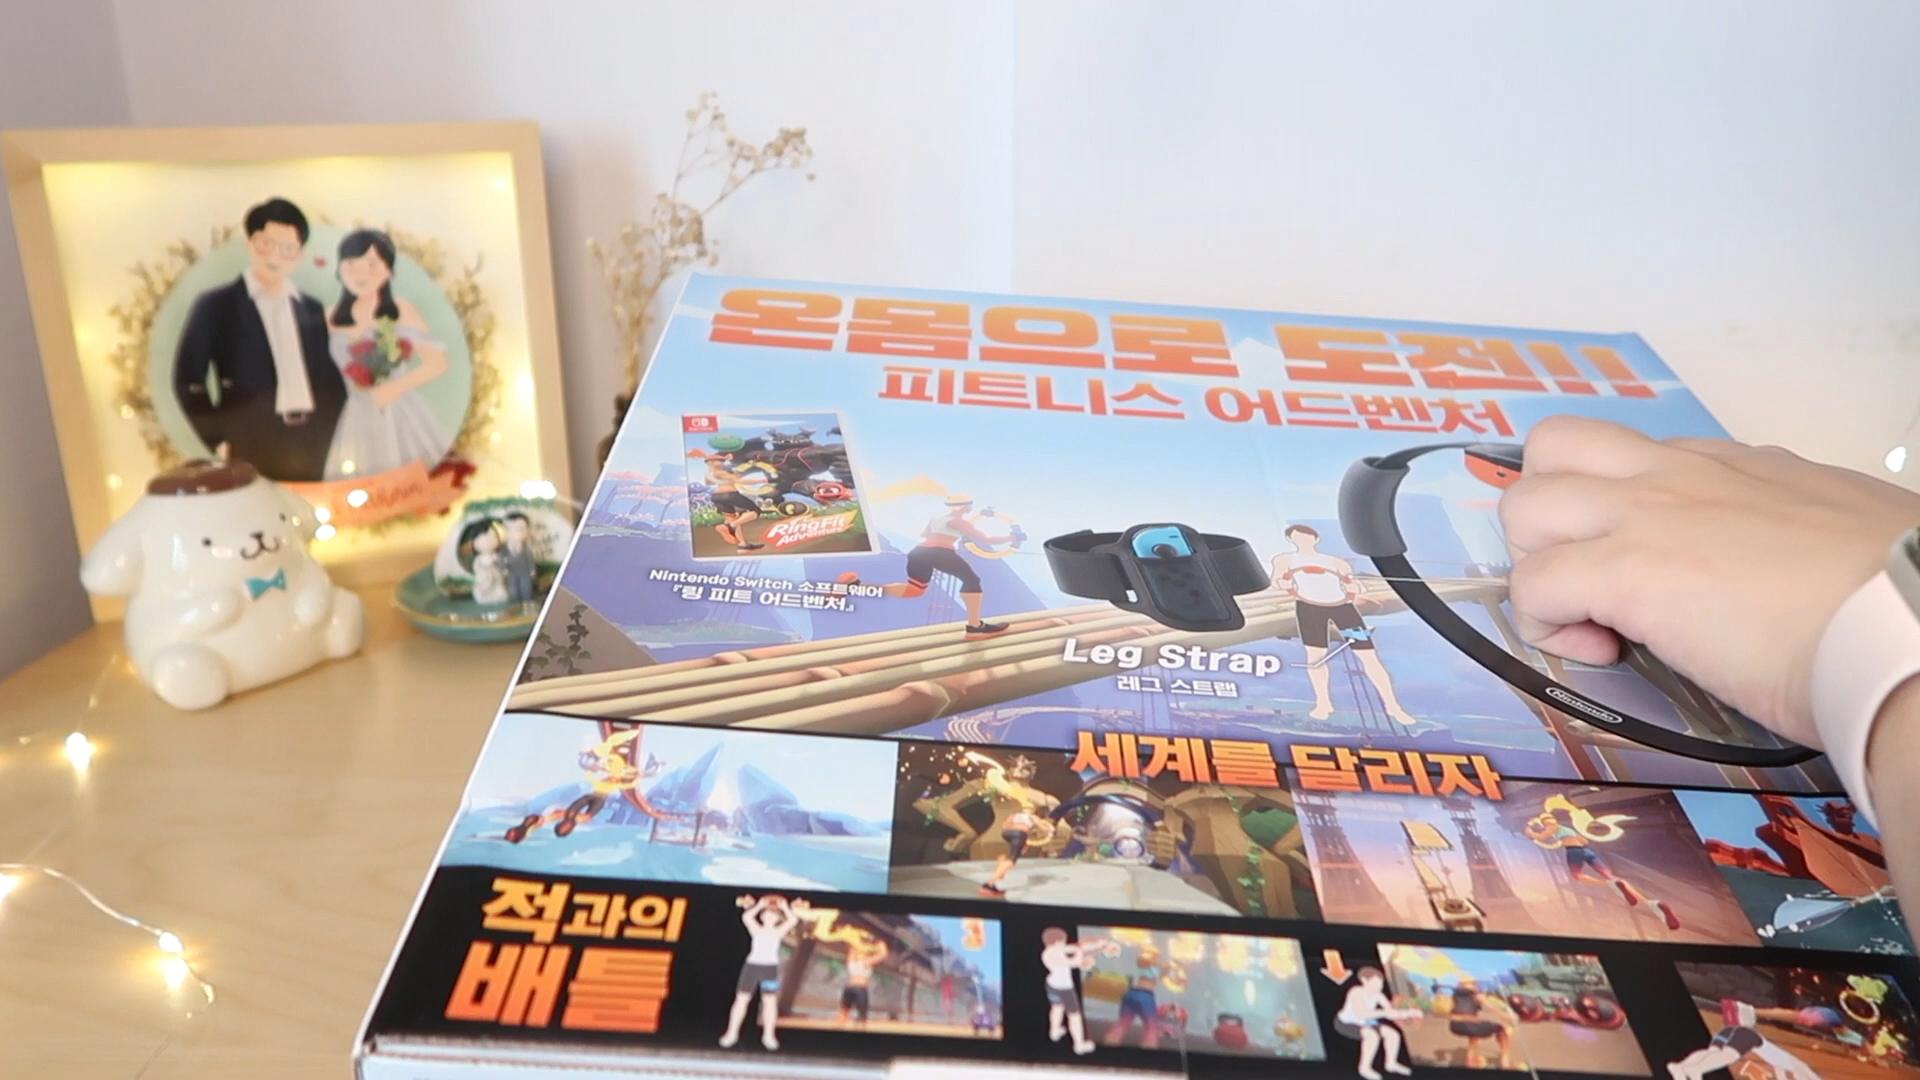 온몸으로 도전!!
피트니스 어드벤처
RingFit
Adventure
Nintendo Switch 소프트웨어
『링 피트 어드벤처』
Leg Strap
레그 스트랩
Nintendo
세계를 달리자
적과의
배틀